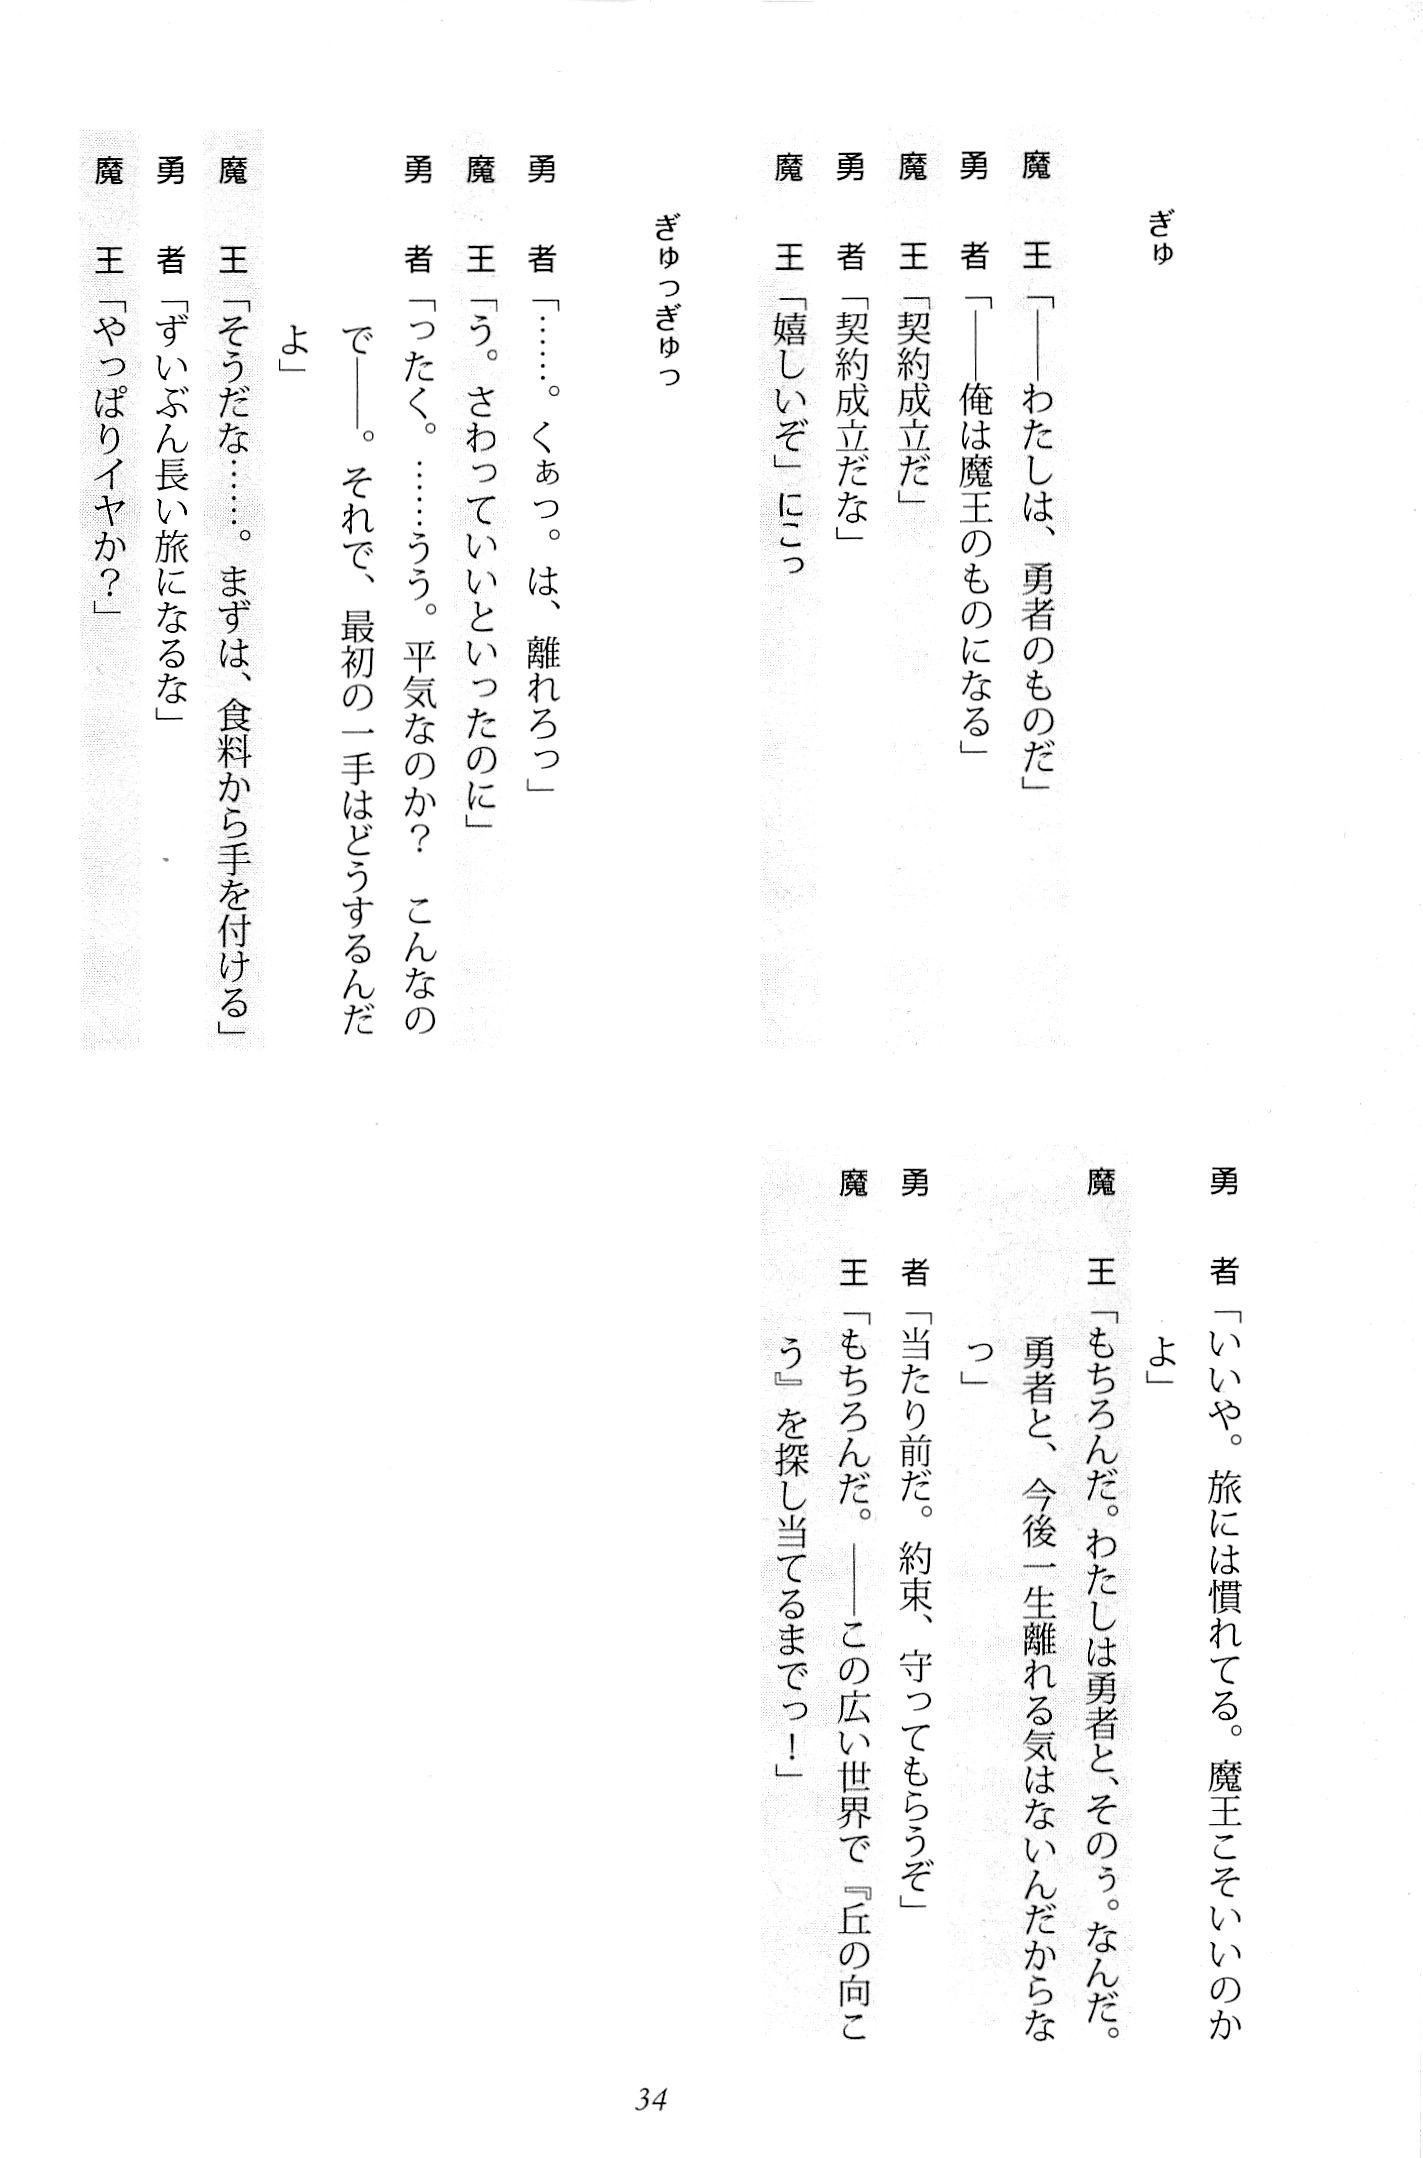 ぎゅ
魔　王「――わたしは、勇者のものだ」
勇　者「――俺は魔王のものになる」
魔　王「契約成立だ」
勇　者「契約成立だな」
魔　王「嬉しいぞ」にこっ
ぎゅっぎゅっ
勇　者「……。くぁっ。は、離れろっ」
魔　王「う。さわっていいといったのに」
勇　者「ったく。……うう。平気なのか？　こんなの
で――。それで、最初の一手はどうするんだ
よ」
魔　王「そうだな……。まずは、食料から手を付ける」
勇　者「ずいぶん長い旅になるな」
魔　王「やっぱりイヤか？」
勇　者「いいや。旅には慣れてる。魔王こそいいのか
よ」
魔　王「もちろんだ。わたしは勇者と、そのぅ。なんだ。
勇者と、今後一生離れる気はないんだからな
っ」
勇　者「当たり前だ。約束、守ってもらうぞ」
魔　王「もちろんだ。――この広い世界で『丘の向こ
う』を探し当てるまでっ！」
34